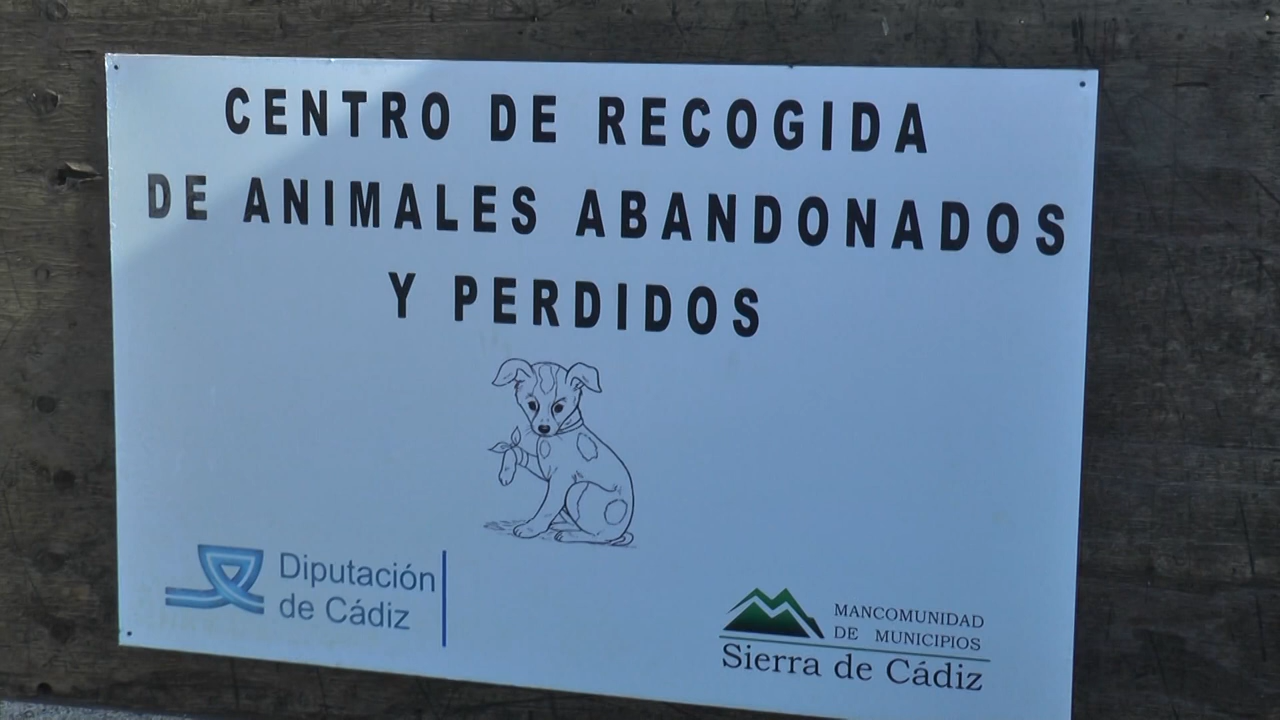 CENTRO DE RECOGIDA
DE ANIMALES ABANDONADOS
Y PERDIDOS
Diputación
de Cádiz
MANCOMUNIDAD
DE MUNICIPIOS
Sierra de Cádiz